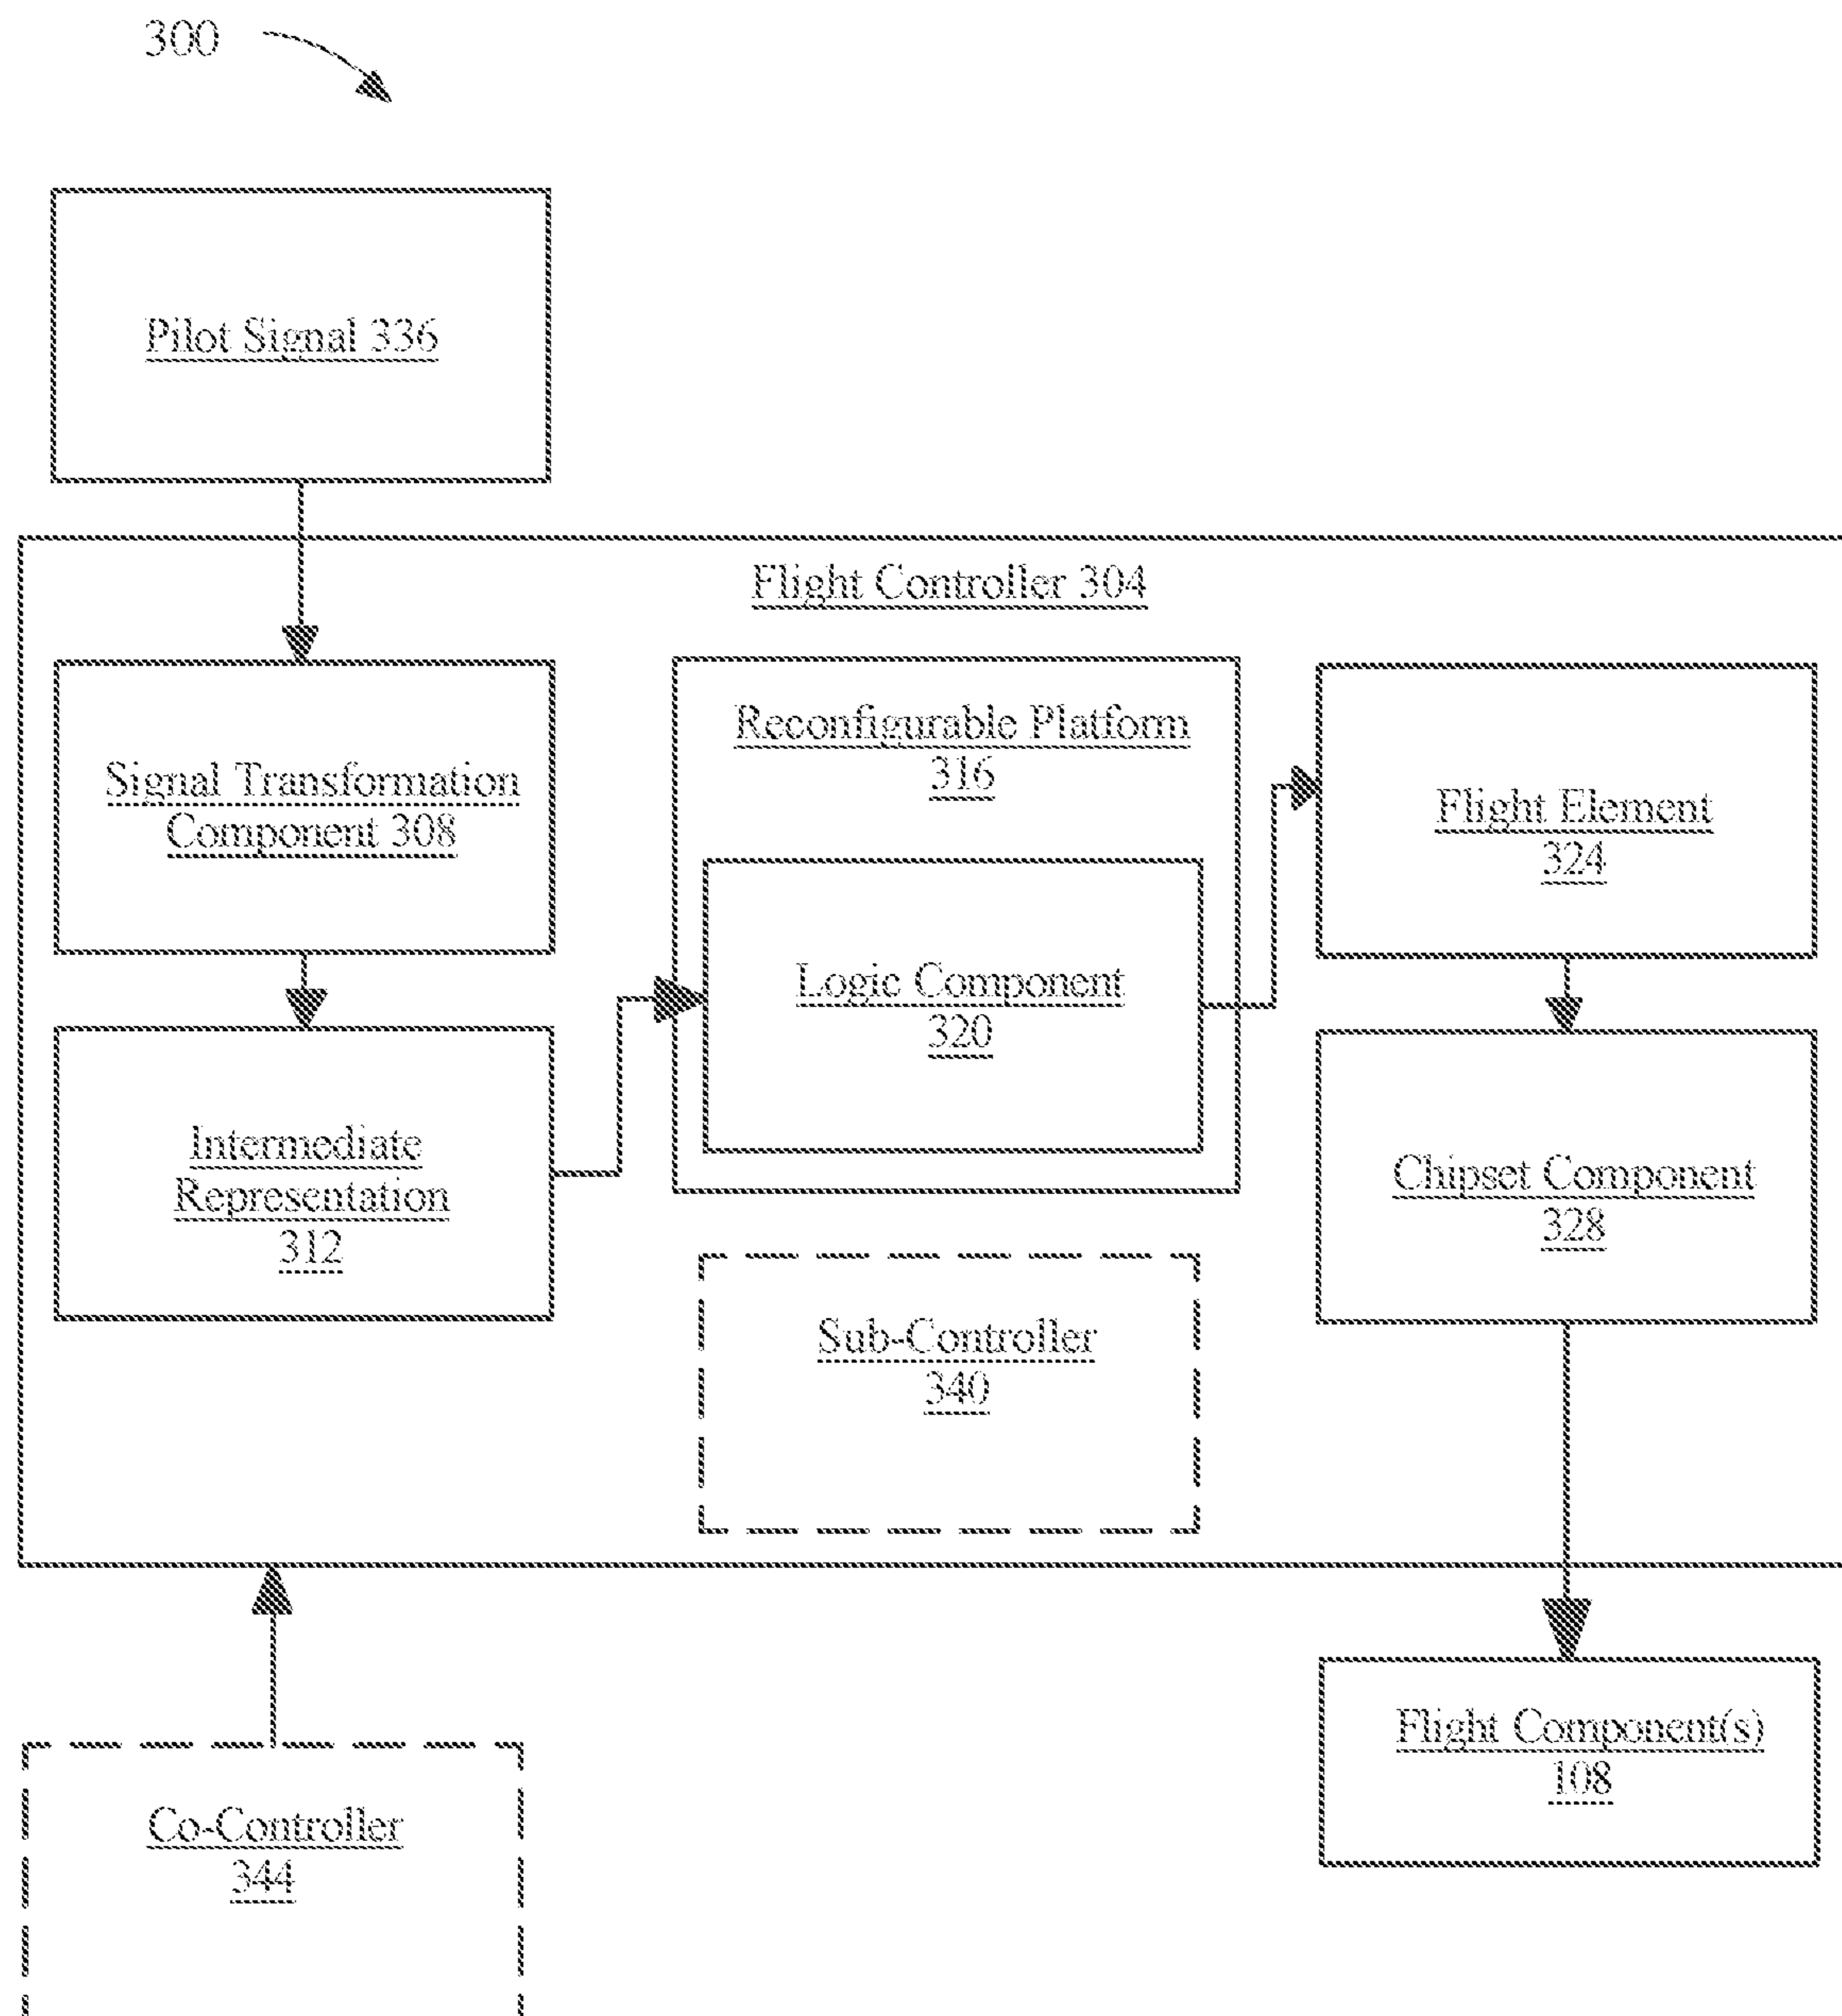 300
Pilot Signal 336
Flight Controller 304
Signal Transformation
Component 308
Intermediate
Representation
312
Reconfigurable Platform
316
Logic Component
320
Sub-Controller
340
Flight Element
324
Chipset Component
328
Flight Component(s)
108
Co-Controller
344